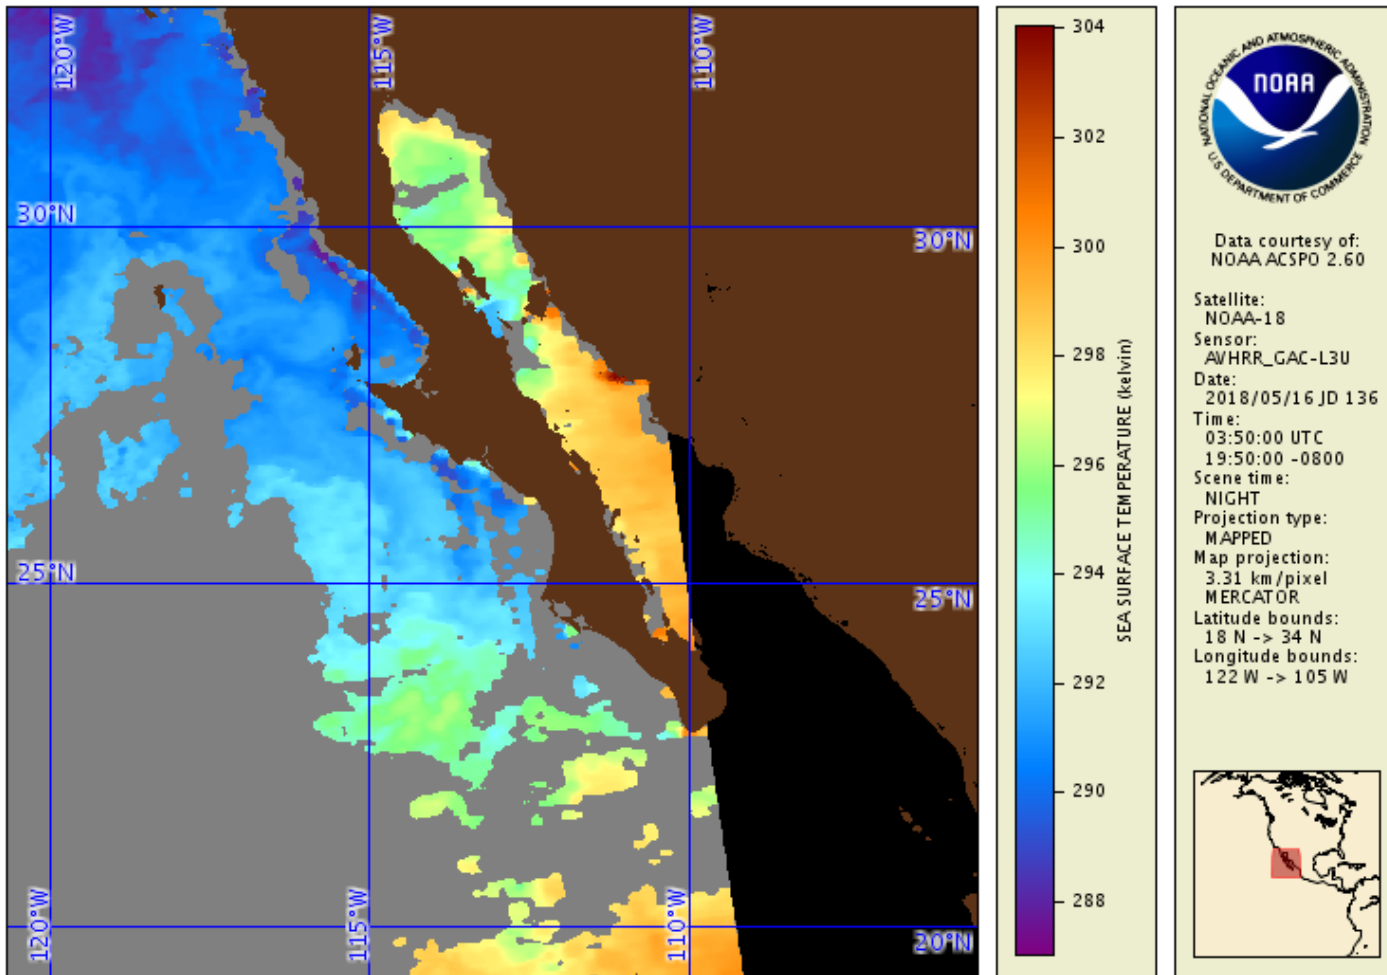 120°W
115°W
110°W
30°N
30°N
25°N
25°N
20°N
120°W
115°W
110°W
304
302
300
298
296
294
292
290
288
SEA SURFACE TEMPERATURE (kelvin)
NATIONAL OCEANIC AND ATMOSPHERIC ADMINISTRATION
NOAA
U.S. DEPARTMENT OF COMMERCE
Data courtesy of:
NOAA ACSPO 2.60
Satellite:
NOAA-18
Sensor:
AVHRR_GAC-L3U
Date:
2018/05/16 JD 136
Time:
03:50:00 UTC
19:50:00 -0800
Scene time:
NIGHT
Projection type:
MAPPED
Map projection:
3.31 km/pixel
MERCATOR
Latitude bounds:
18 N -> 34 N
Longitude bounds:
122 W -> 105 W